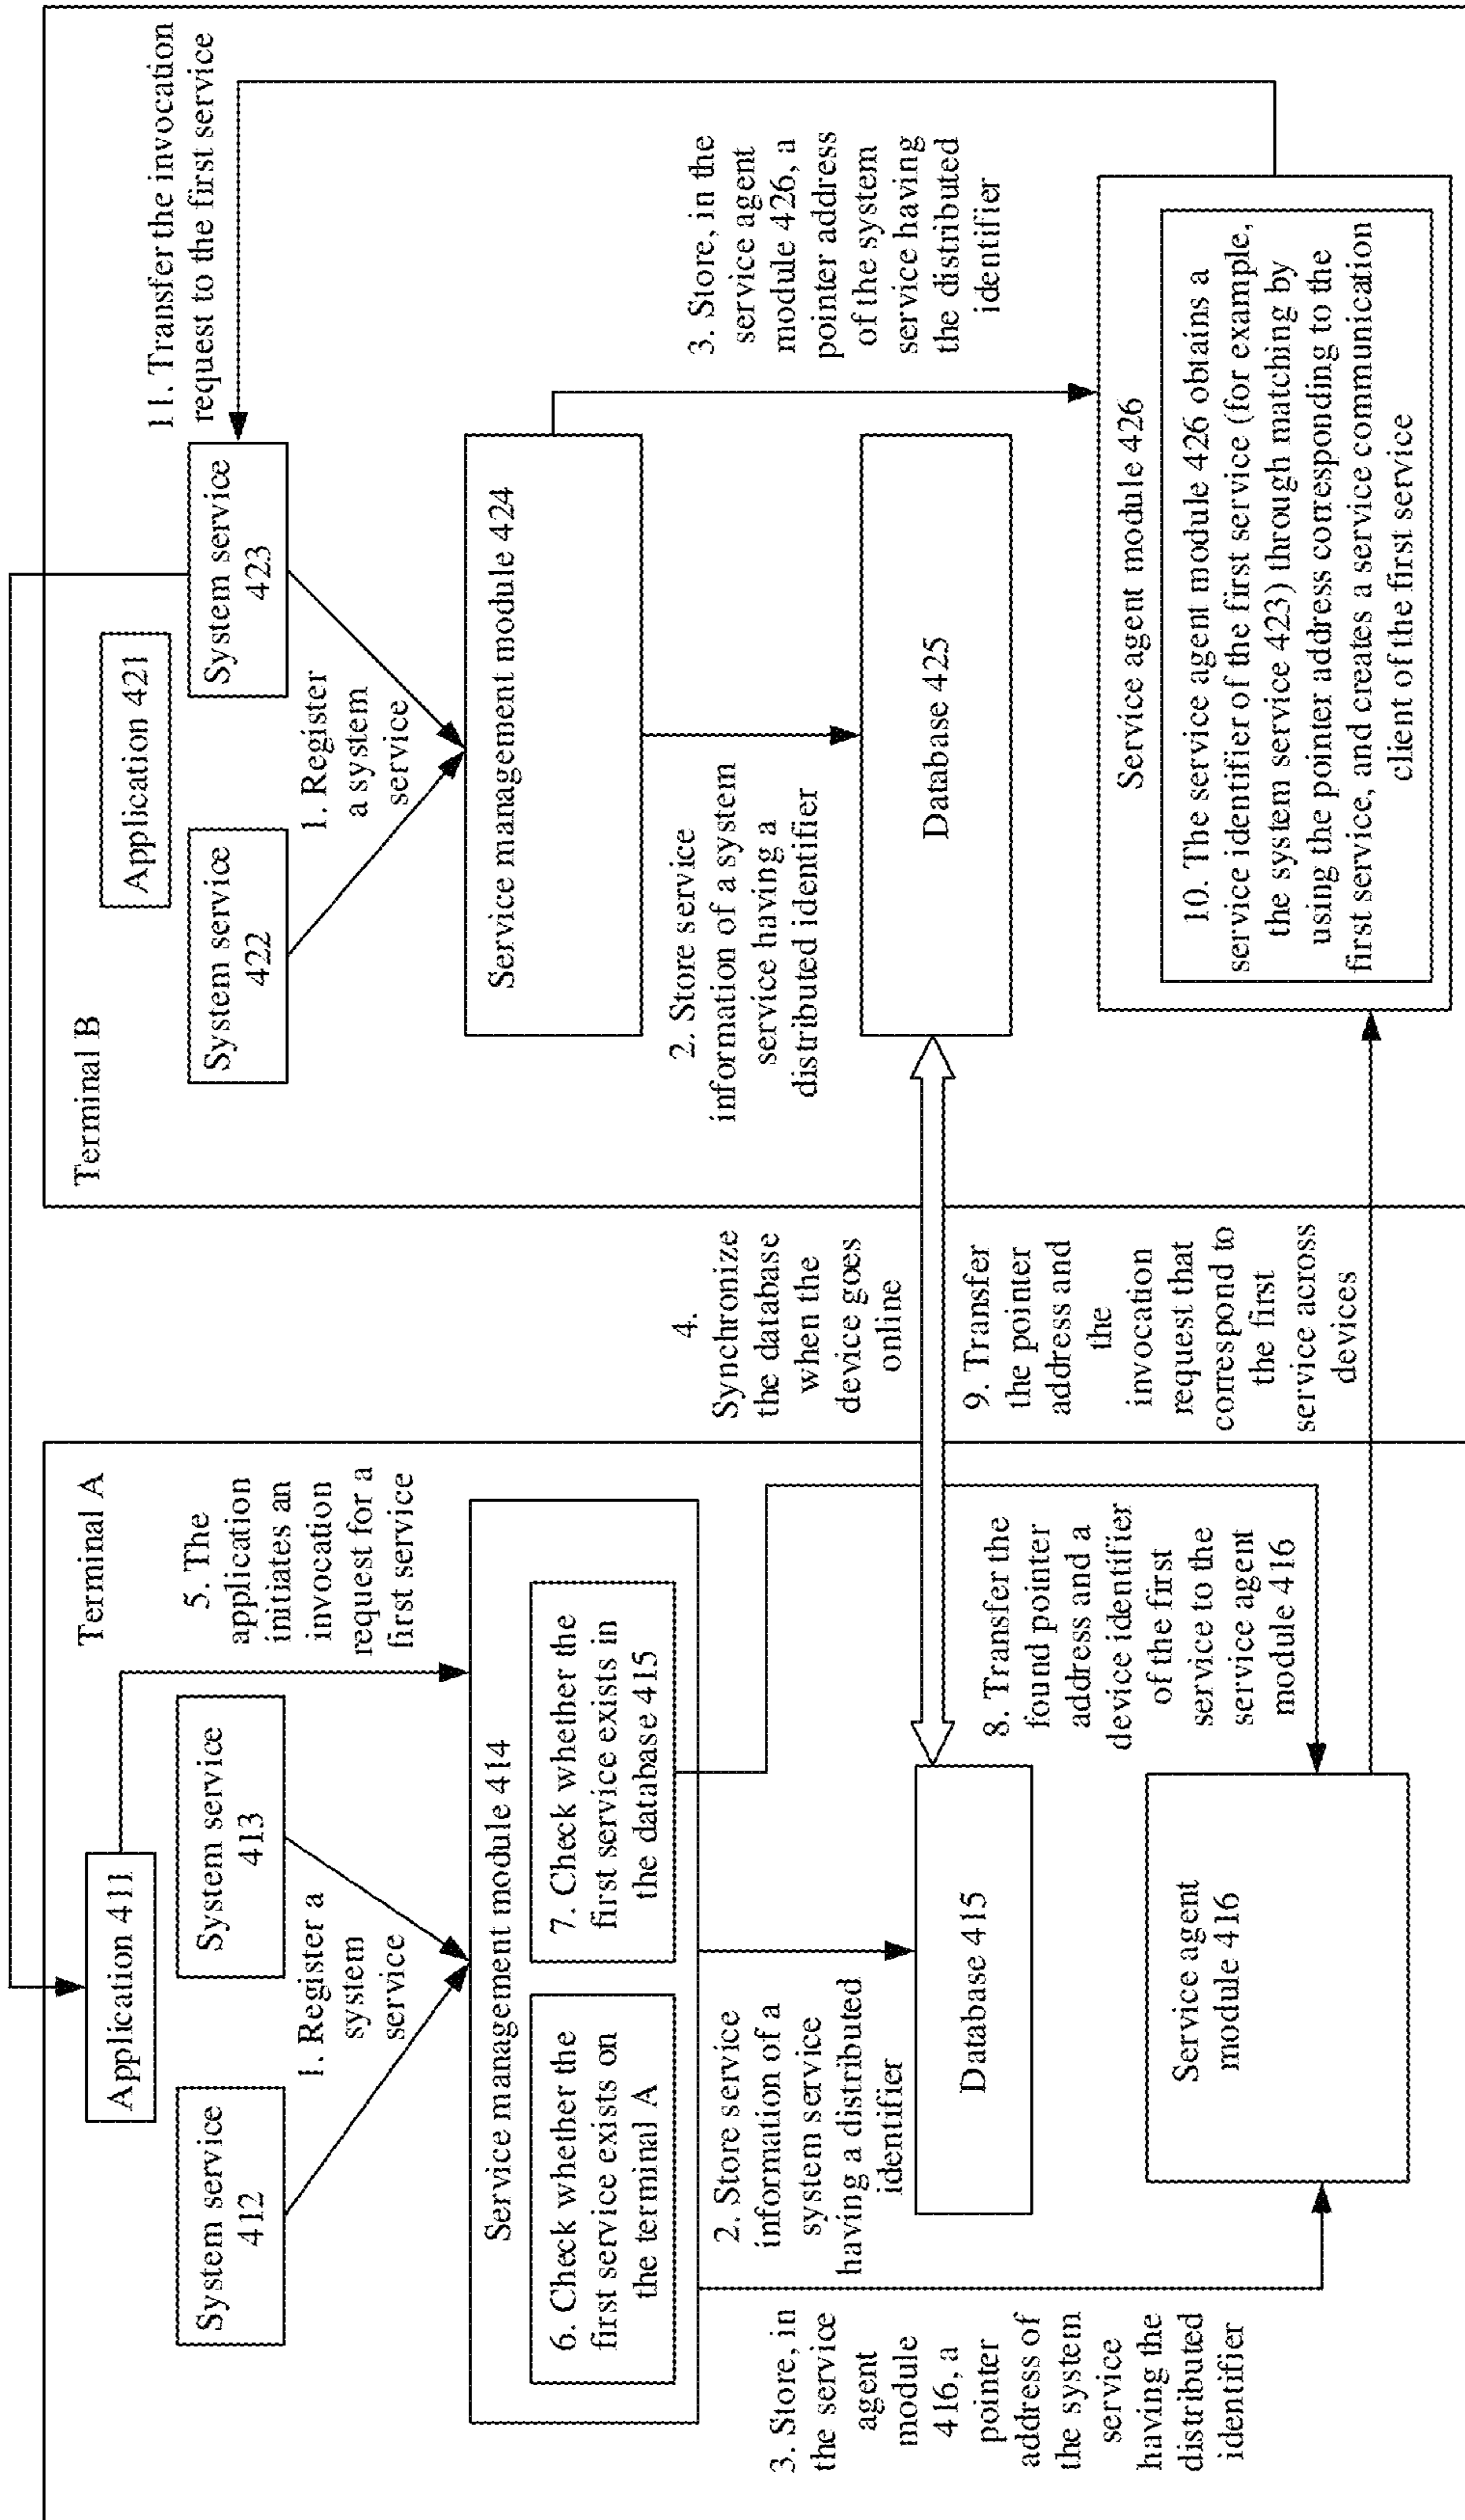 Terminal A
Application 411
System service
412
System service
413
1. Register a
system
service
5. The
application
initiates an
invocation
request for a
first service
Service management module 414
6. Check whether the
first service exists on
the terminal A
7. Check whether the
first service exists in
the database 415
2. Store service
information of a
system service
having a distributed
identifier
3. Store, in
the service
agent
module
416, a
pointer
address of
the system
service
having the
distributed
identifier
Database 415
8. Transfer the
found pointer
address and a
device identifier
of the first
service to the
service agent
module 416
Service agent
module 416
4.
Synchronize
the database
when the
device goes
online
9. Transfer
the pointer
address and
the
invocation
request that
correspond to
the first
service across
devices
Terminal B
Application 421
System service
422
System service
423
1. Register
a system
service
11. Transfer the invocation
request to the first service
Service management module 424
2. Store service
information of a system
service having a
distributed identifier
3. Store, in the
service agent
module 426, a
pointer address
of the system
service having
the distributed
identifier
Database 425
Service agent module 426
10. The service agent module 426 obtains a
service identifier of the first service (for example,
the system service 423) through matching by
using the pointer address corresponding to the
first service, and creates a service communication
client of the first service